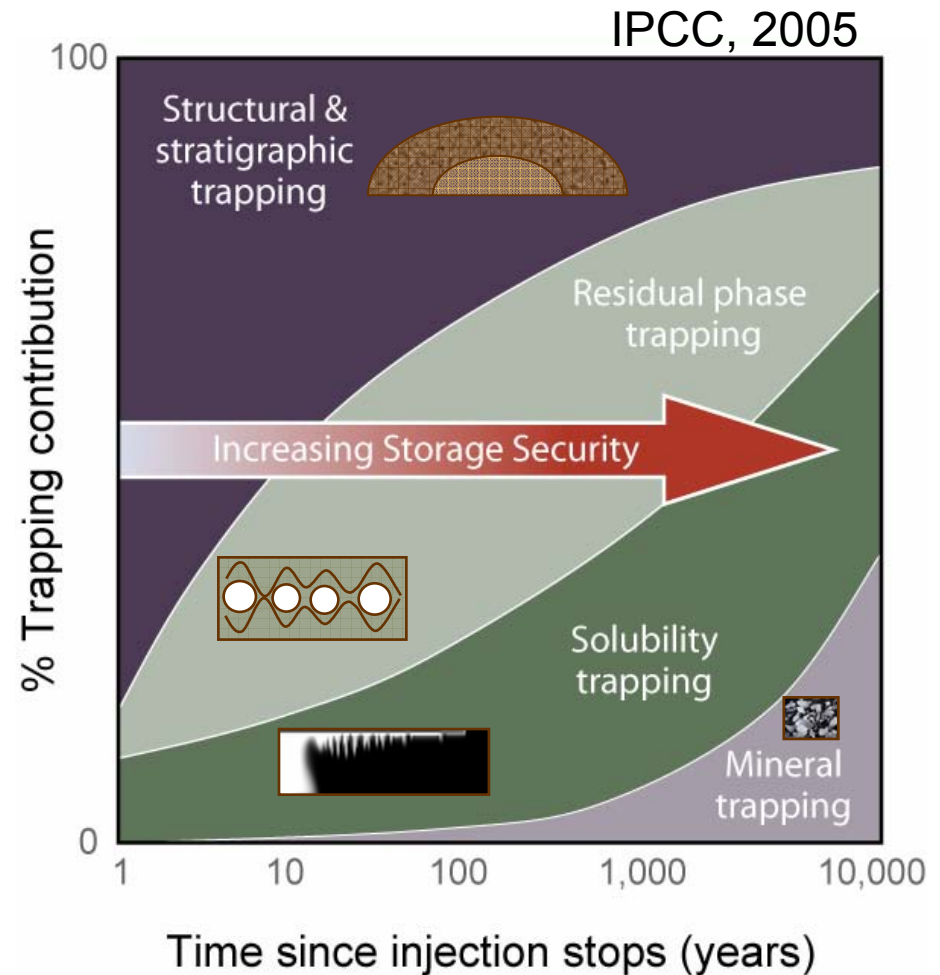 IPCC, 2005
100
Structural &
stratigraphic
trapping
Residual phase
trapping
% Trapping contribution
Increasing Storage Security
Solubility
trapping
Mineral
trapping
0
1 10 100 1,000 10,000
Time since injection stops (years)